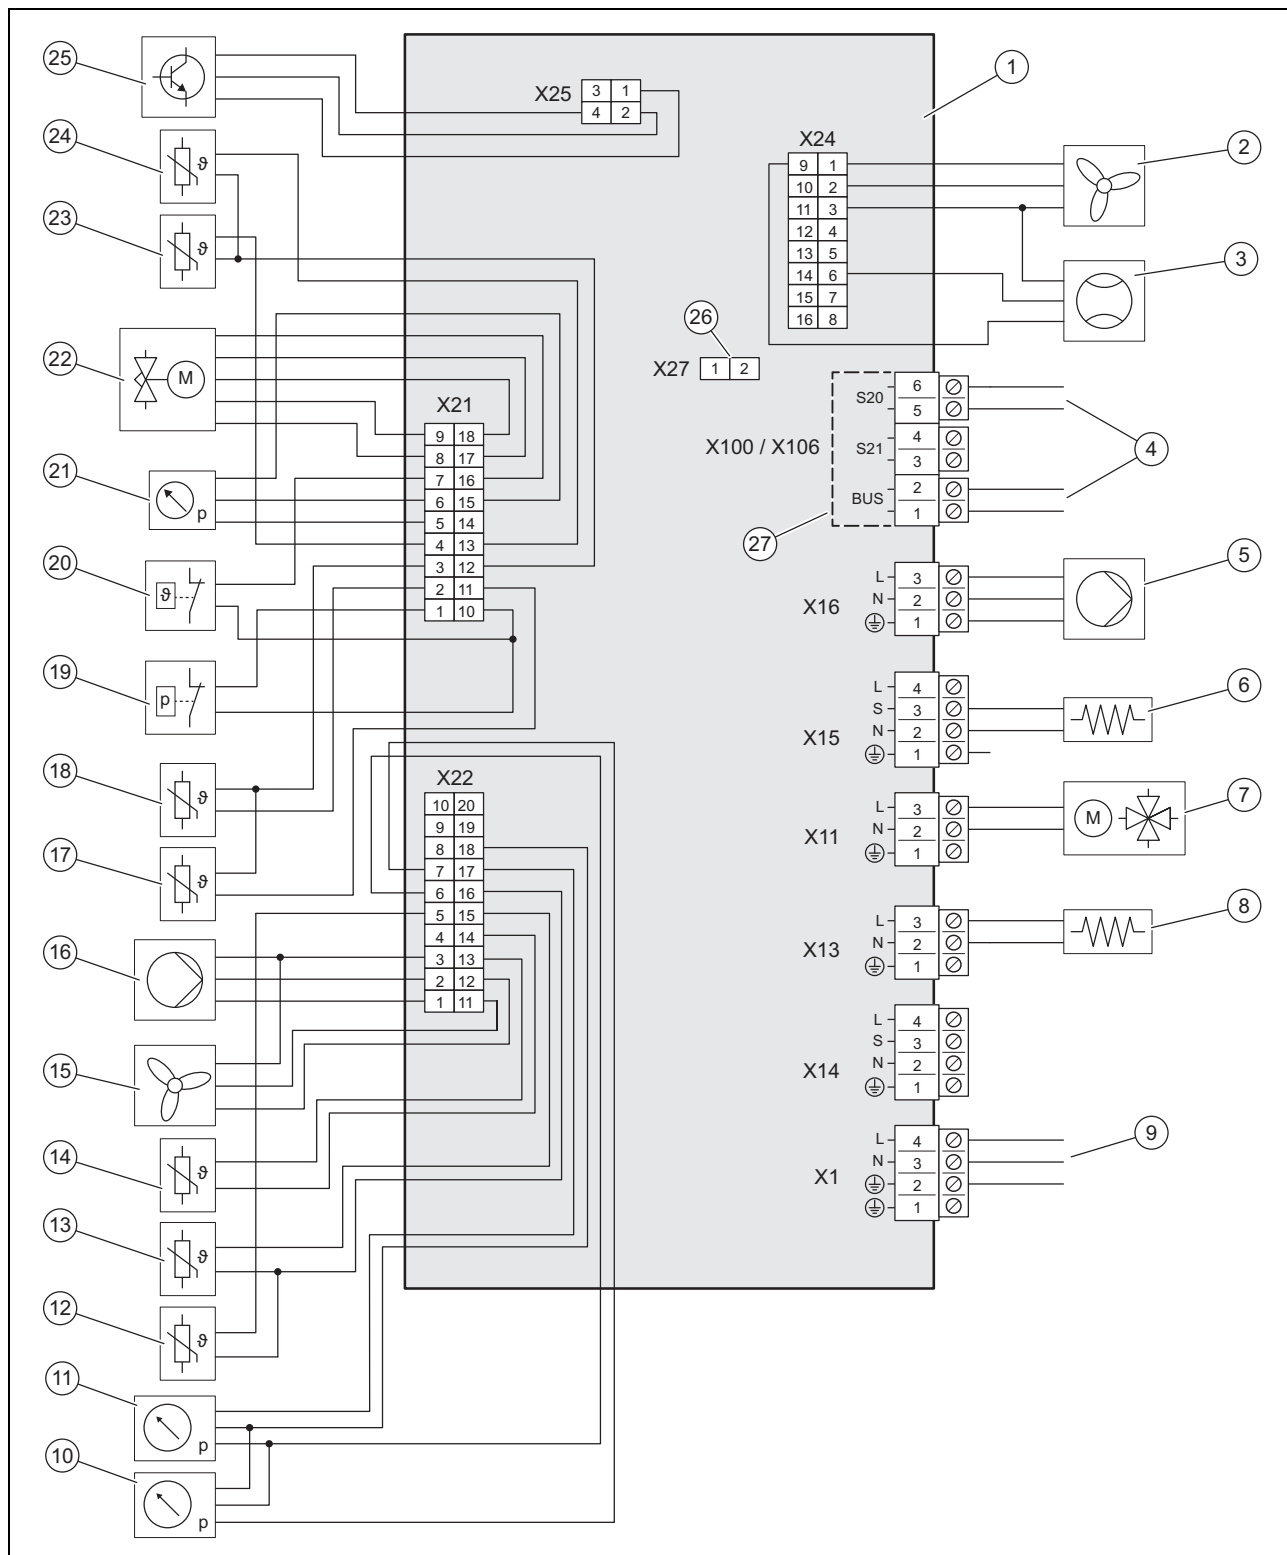 25
24
23
22
21
20
19
18
17
16
15
14
13
12
11
10
ϑ
ϑ
M
p
ϑ
p
ϑ
ϑ
ϑ
ϑ
ϑ
p
p
X25
3 1
4 2
X24
9 1
10 2
11 3
12 4
13 5
14 6
15 7
16 8
26
X27 1 2
X21
9 18
8 17
7 16
6 15
5 14
4 13
3 12
2 11
1 10
X22
10 20
9 19
8 18
7 17
6 16
5 15
4 14
3 13
2 12
1 11
X100 / X106
27
S20 6
5
S21 4
3
BUS 2
1
X16
L 3
N 2
1
X15
L 4
S 3
N 2
1
X11
L 3
N 2
1
X13
L 3
N 2
1
X14
L 4
S 3
N 2
1
X1
L 4
N 3
2
1
1
2
3
4
5
6
M
7
8
9